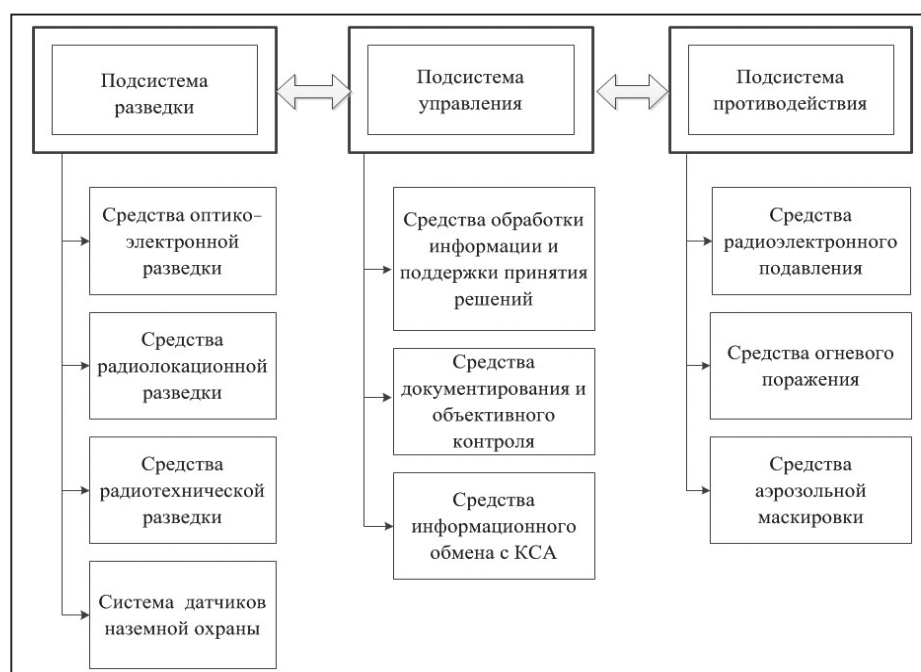 Подсистема
разведки
Средства оптико-
электронной
разведки
Средства
радиолокационной
разведки
Средства
радиотехнической
разведки
Система датчиков
наземной охраны
Подсистема
управления
Средства обработки
информации и
поддержки принятия
решений
Средства
документирования и
объективного
контроля
Средства
информационного
обмена с КСА
Подсистема
противодействия
Средства
радиоэлектронного
подавления
Средства огневого
поражения
Средства
аэрозольной
маскировки